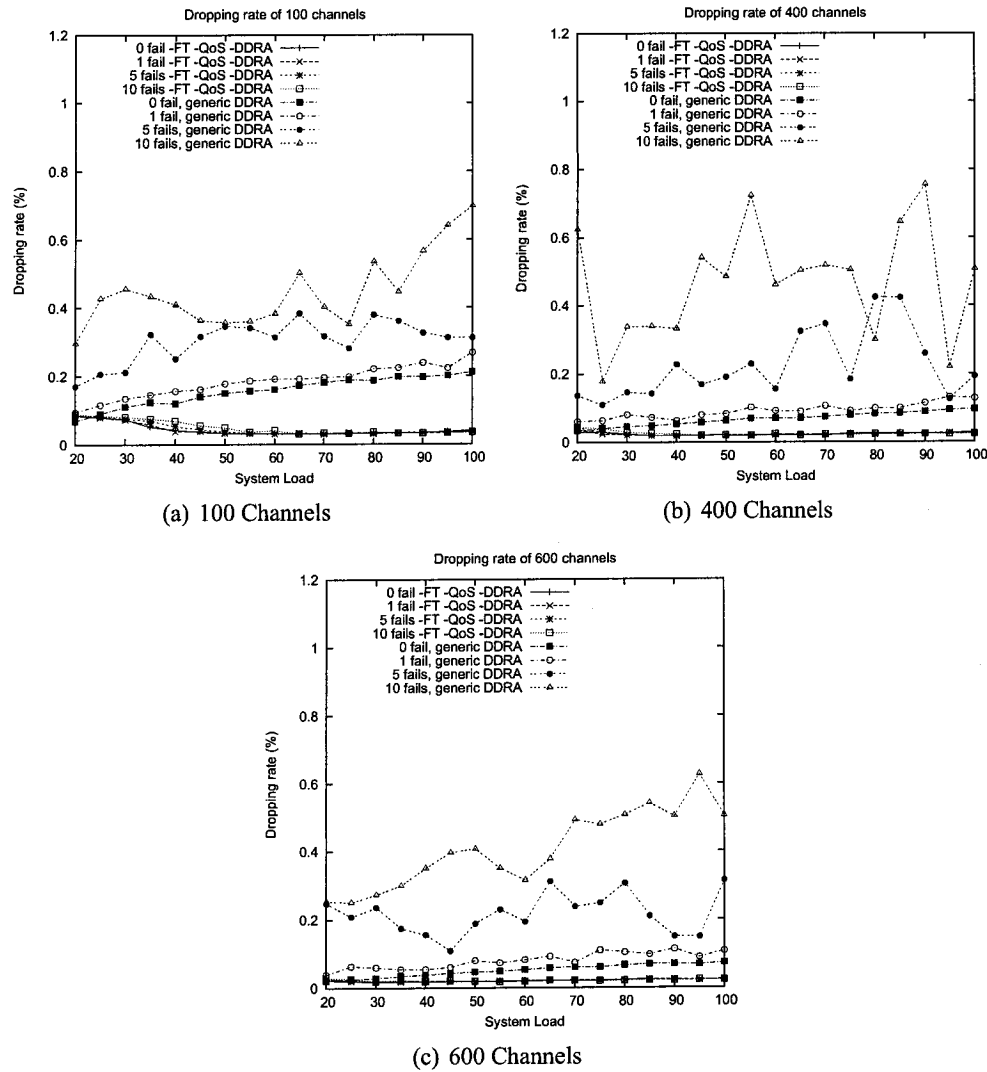 Dropping rate of 100 channels
1.2
1
0.8
0.6
0.4
0.2
0
Dropping rate (%)
0 fail -FT -QoS -DDRA
1 fail -FT -QoS -DDRA
5 fails -FT -QoS -DDRA
10 fails -FT -QoS -DDRA
0 fail, generic DDRA
1 fail, generic DDRA
5 fails, generic DDRA
10 fails, generic DDRA
20 30 40 50 60 70 80 90 100
System Load
(a) 100 Channels
Dropping rate of 400 channels
1.2
1
0.8
0.6
0.4
0.2
0
Dropping rate (%)
0 fail -FT -QoS -DDRA
1 fail -FT -QoS -DDRA
5 fails -FT -QoS -DDRA
10 fails -FT -QoS -DDRA
0 fail, generic DDRA
1 fail, generic DDRA
5 fails, generic DDRA
10 fails, generic DDRA
20 30 40 50 60 70 80 90 100
System Load
(b) 400 Channels
Dropping rate of 600 channels
1.2
1
0.8
0.6
0.4
0.2
0
Dropping rate (%)
0 fail -FT -QoS -DDRA
1 fail -FT -QoS -DDRA
5 fails -FT -QoS -DDRA
10 fails -FT -QoS -DDRA
0 fail, generic DDRA
1 fail, generic DDRA
5 fails, generic DDRA
10 fails, generic DDRA
20 30 40 50 60 70 80 90 100
System Load
(c) 600 Channels